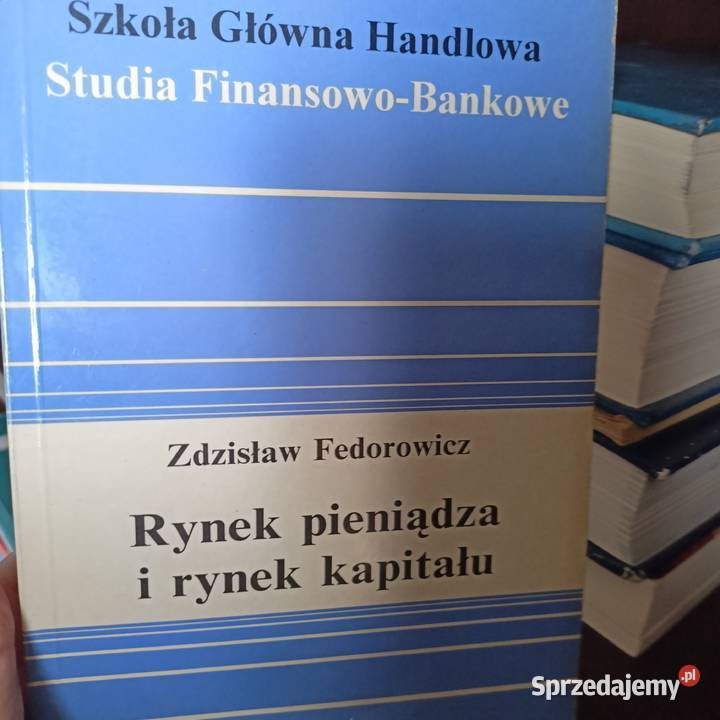 Szkoła Główna Handlowa
Studia Finansowo-Bankowe
Zdzisław Fedorowicz
Rynek pieniądza
i rynek kapitału
Sprzedajemy.pl